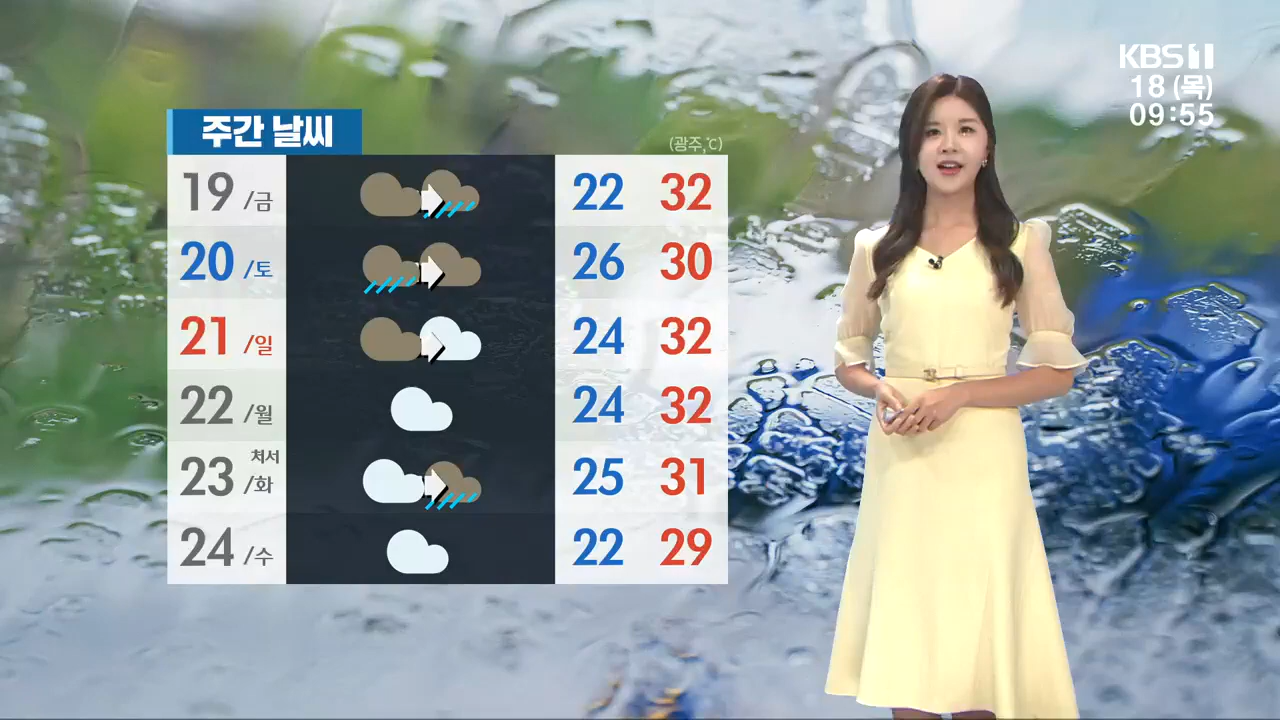 KBS 1
18 (목)
09:55
주간 날씨
(광주,℃)
19 /금 22 32
20 /토 26 30
21 /일 24 32
22 /월 24 32
처서
23 /화 25 31
24 /수 22 29